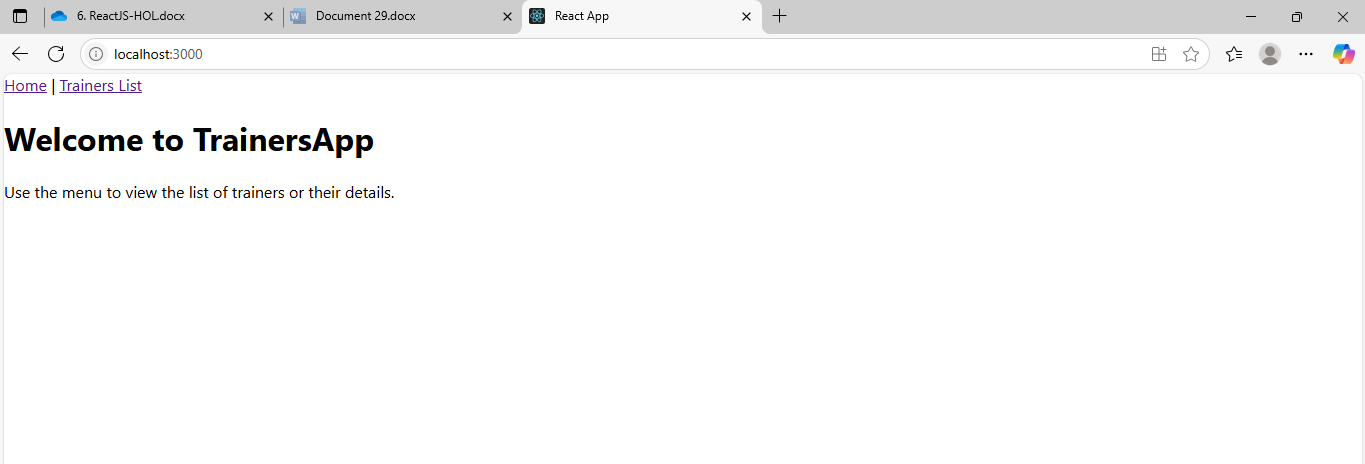 6. ReactJS-HOL.docx
Document 29.docx
React App
localhost:3000
Home | Trainers List
Welcome to TrainersApp
Use the menu to view the list of trainers or their details.